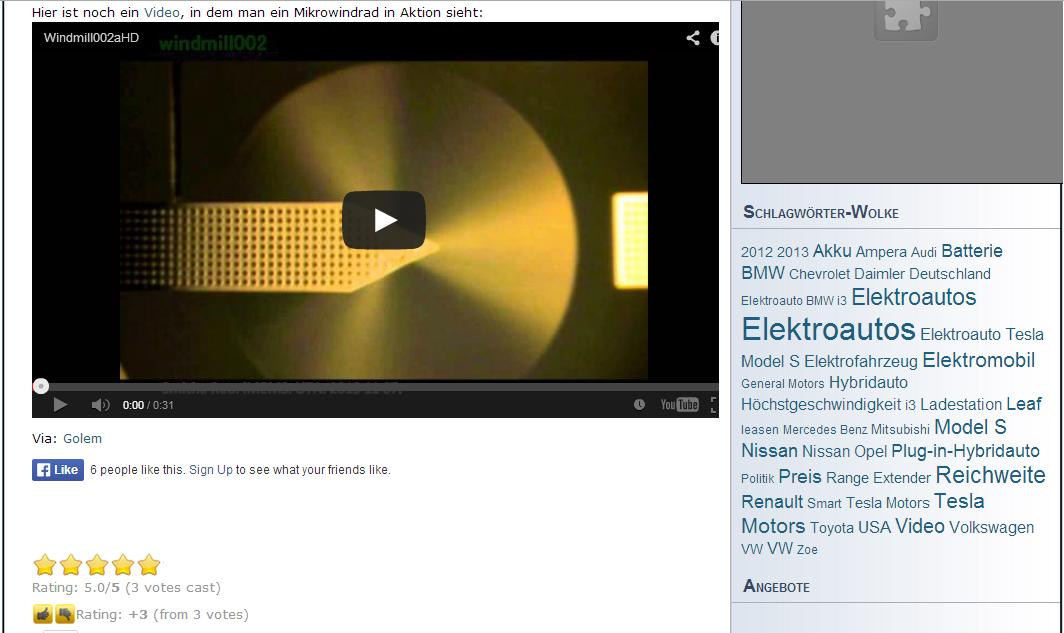 Hier ist noch ein Video, in dem man ein Mikrowindrad in Aktion sieht:
Windmill002aHD
windmill002
0:00 / 0:31
YouTube
Via: Golem
Like 6 people like this. Sign Up to see what your friends like.
Rating: 5.0/5 (3 votes cast)
Rating: +3 (from 3 votes)
Schlagwörter-Wolke
2012 2013 Akku Ampera Audi Batterie
BMW Chevrolet Daimler Deutschland
Elektroauto BMW i3 Elektroautos
Elektroautos Elektroauto Tesla
Model S Elektrofahrzeug Elektromobil
General Motors Hybridauto
Höchstgeschwindigkeit i3 Ladestation Leaf
leasen Mercedes Benz Mitsubishi Model S
Nissan Nissan Opel Plug-in-Hybridauto
Politik Preis Range Extender Reichweite
Renault Smart Tesla Motors Tesla
Motors Toyota USA Video Volkswagen
VW VW Zoe
Angebote